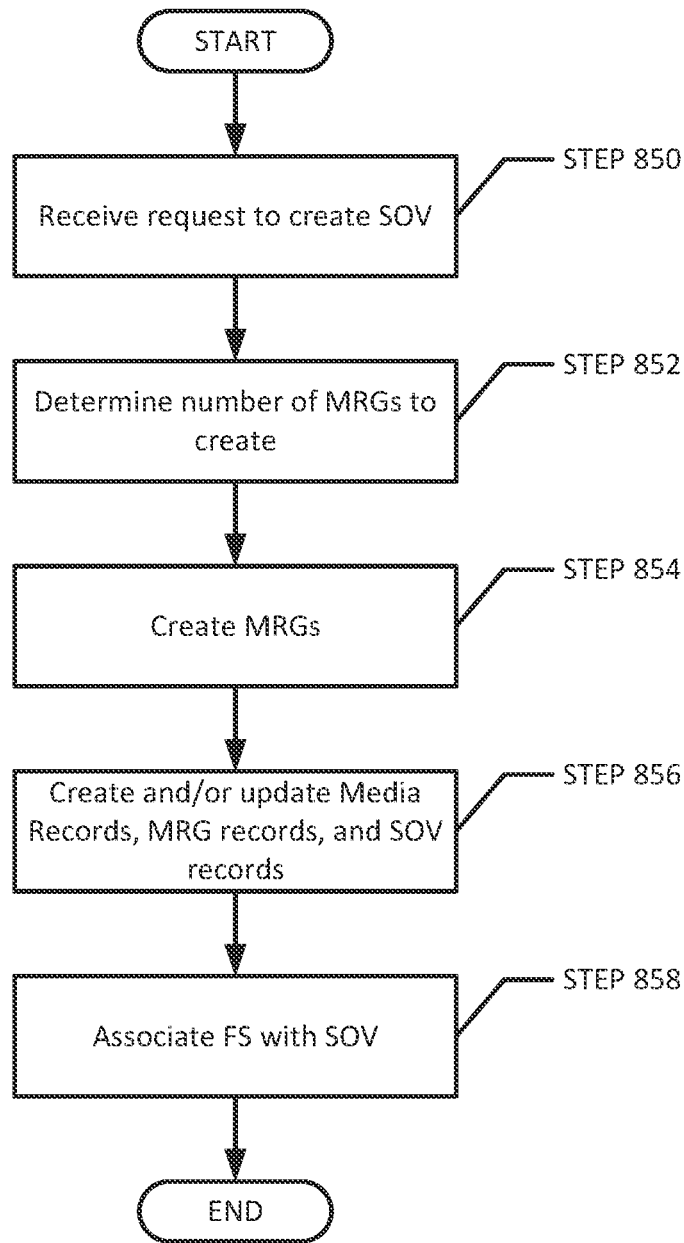 START
STEP 850
Receive request to create SOV
STEP 852
Determine number of MRGs to
create
STEP 854
Create MRGs
STEP 856
Create and/or update Media
Records, MRG records, and SOV
records
STEP 858
Associate FS with SOV
END